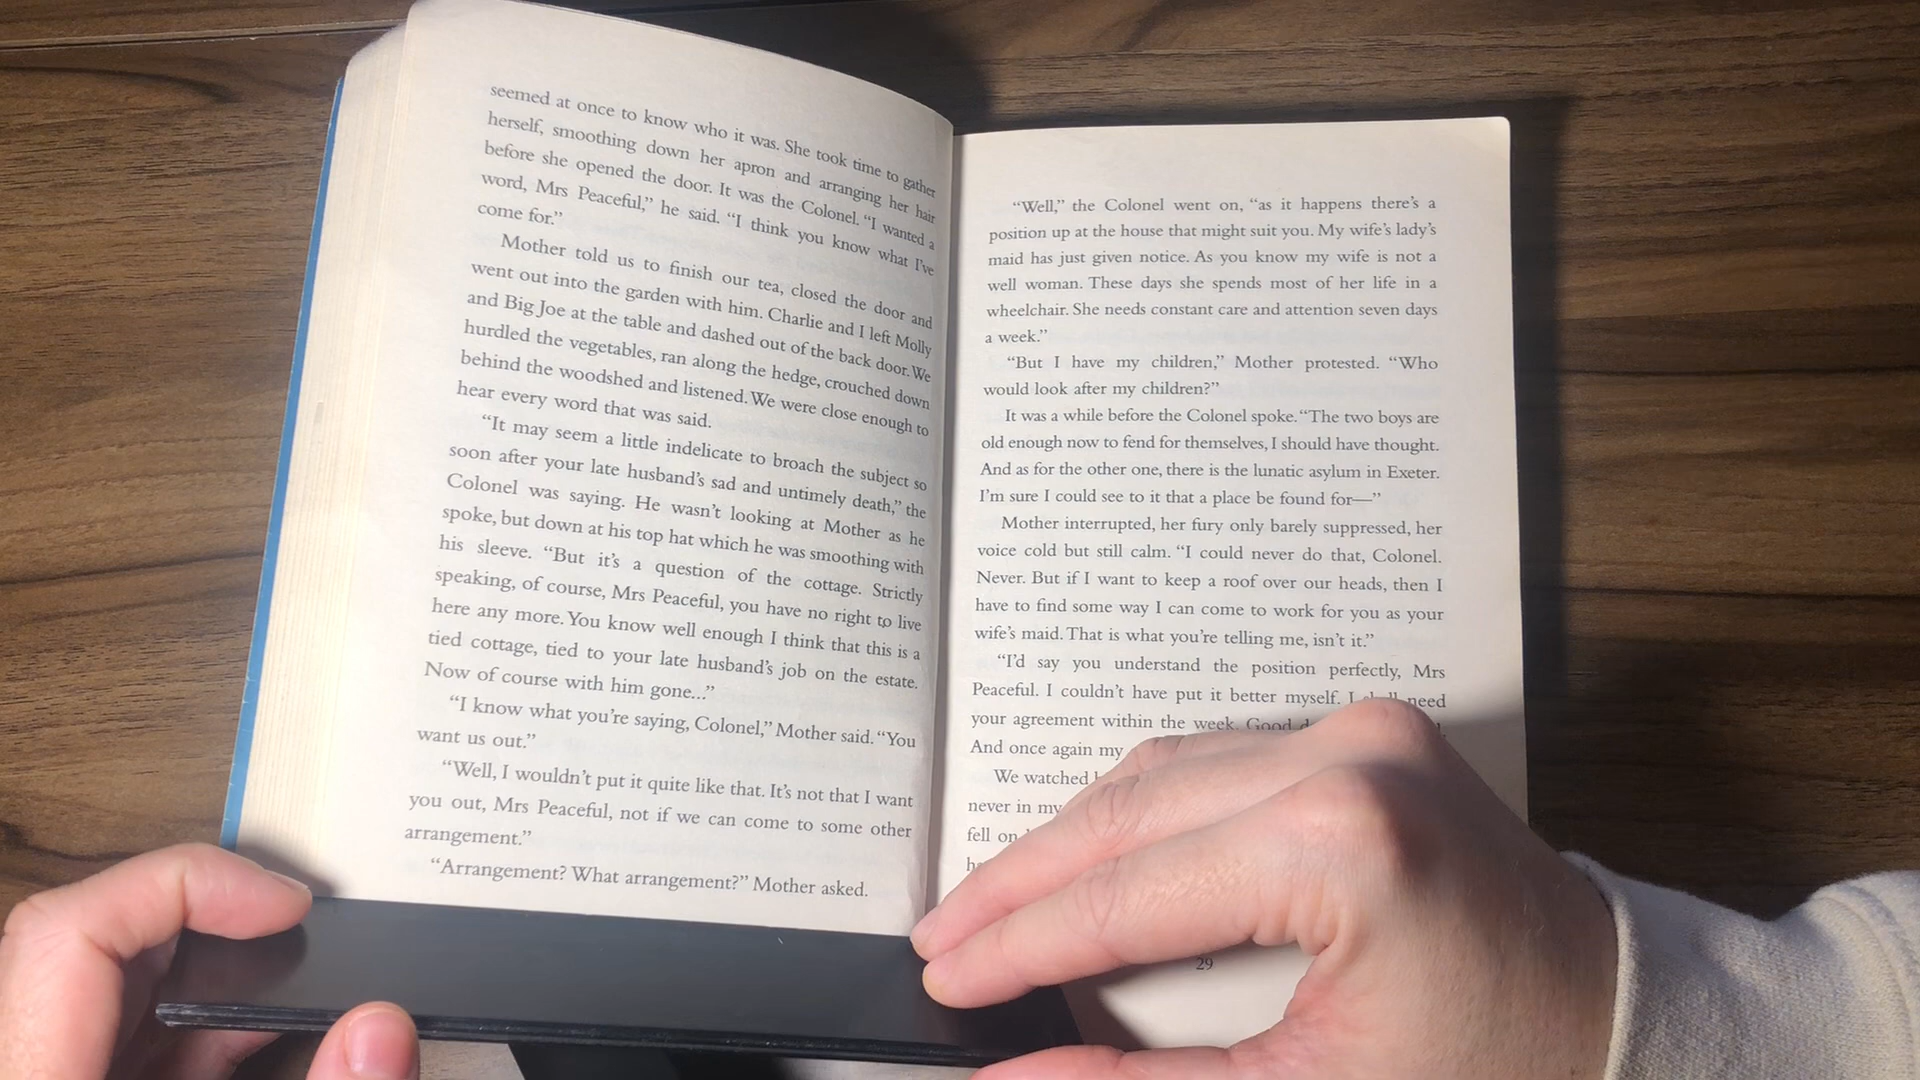 seemed at once to know who it was. She took time to gather
herself, smoothing down her apron and arranging her hair
before she opened the door. It was the Colonel. “I wanted a
word, Mrs Peaceful,” he said. “I think you know what I’ve
come for.”
Mother told us to finish our tea, closed the door and
went out into the garden with him. Charlie and I left Molly
and Big Joe at the table and dashed out of the back door. We
hurdled the vegetables, ran along the hedge, crouched down
behind the woodshed and listened. We were close enough to
hear every word that was said.
“It may seem a little indelicate to broach the subject so
soon after your late husband’s sad and untimely death,” the
Colonel was saying. He wasn’t looking at Mother as he
spoke, but down at his top hat which he was smoothing with
his sleeve. “But it’s a question of the cottage. Strictly
speaking, of course, Mrs Peaceful, you have no right to live
here any more. You know well enough I think that this is a
tied cottage, tied to your late husband’s job on the estate.
Now of course with him gone...”
“I know what you’re saying, Colonel,” Mother said. “You
want us out.”
“Well, I wouldn’t put it quite like that. It’s not that I want
you out, Mrs Peaceful, not if we can come to some other
arrangement.”
“Arrangement? What arrangement?” Mother asked.
“Well,” the Colonel went on, “as it happens there’s a
position up at the house that might suit you. My wife’s lady’s
maid has just given notice. As you know my wife is not a
well woman. These days she spends most of her life in a
wheelchair. She needs constant care and attention seven days
a week.”
“But I have my children,” Mother protested. “Who
would look after my children?”
It was a while before the Colonel spoke. “The two boys are
old enough now to fend for themselves, I should have thought.
And as for the other one, there is the lunatic asylum in Exeter.
I’m sure I could see to it that a place be found for—”
Mother interrupted, her fury only barely suppressed, her
voice cold but still calm. “I could never do that, Colonel.
Never. But if I want to keep a roof over our heads, then I
have to find some way I can come to work for you as your
wife’s maid. That is what you’re telling me, isn’t it.”
“I’d say you understand the position perfectly, Mrs
Peaceful. I couldn’t have put it better myself. I need
your agreement within the week. Good
And once again my
We watched
never in my
fell on
29